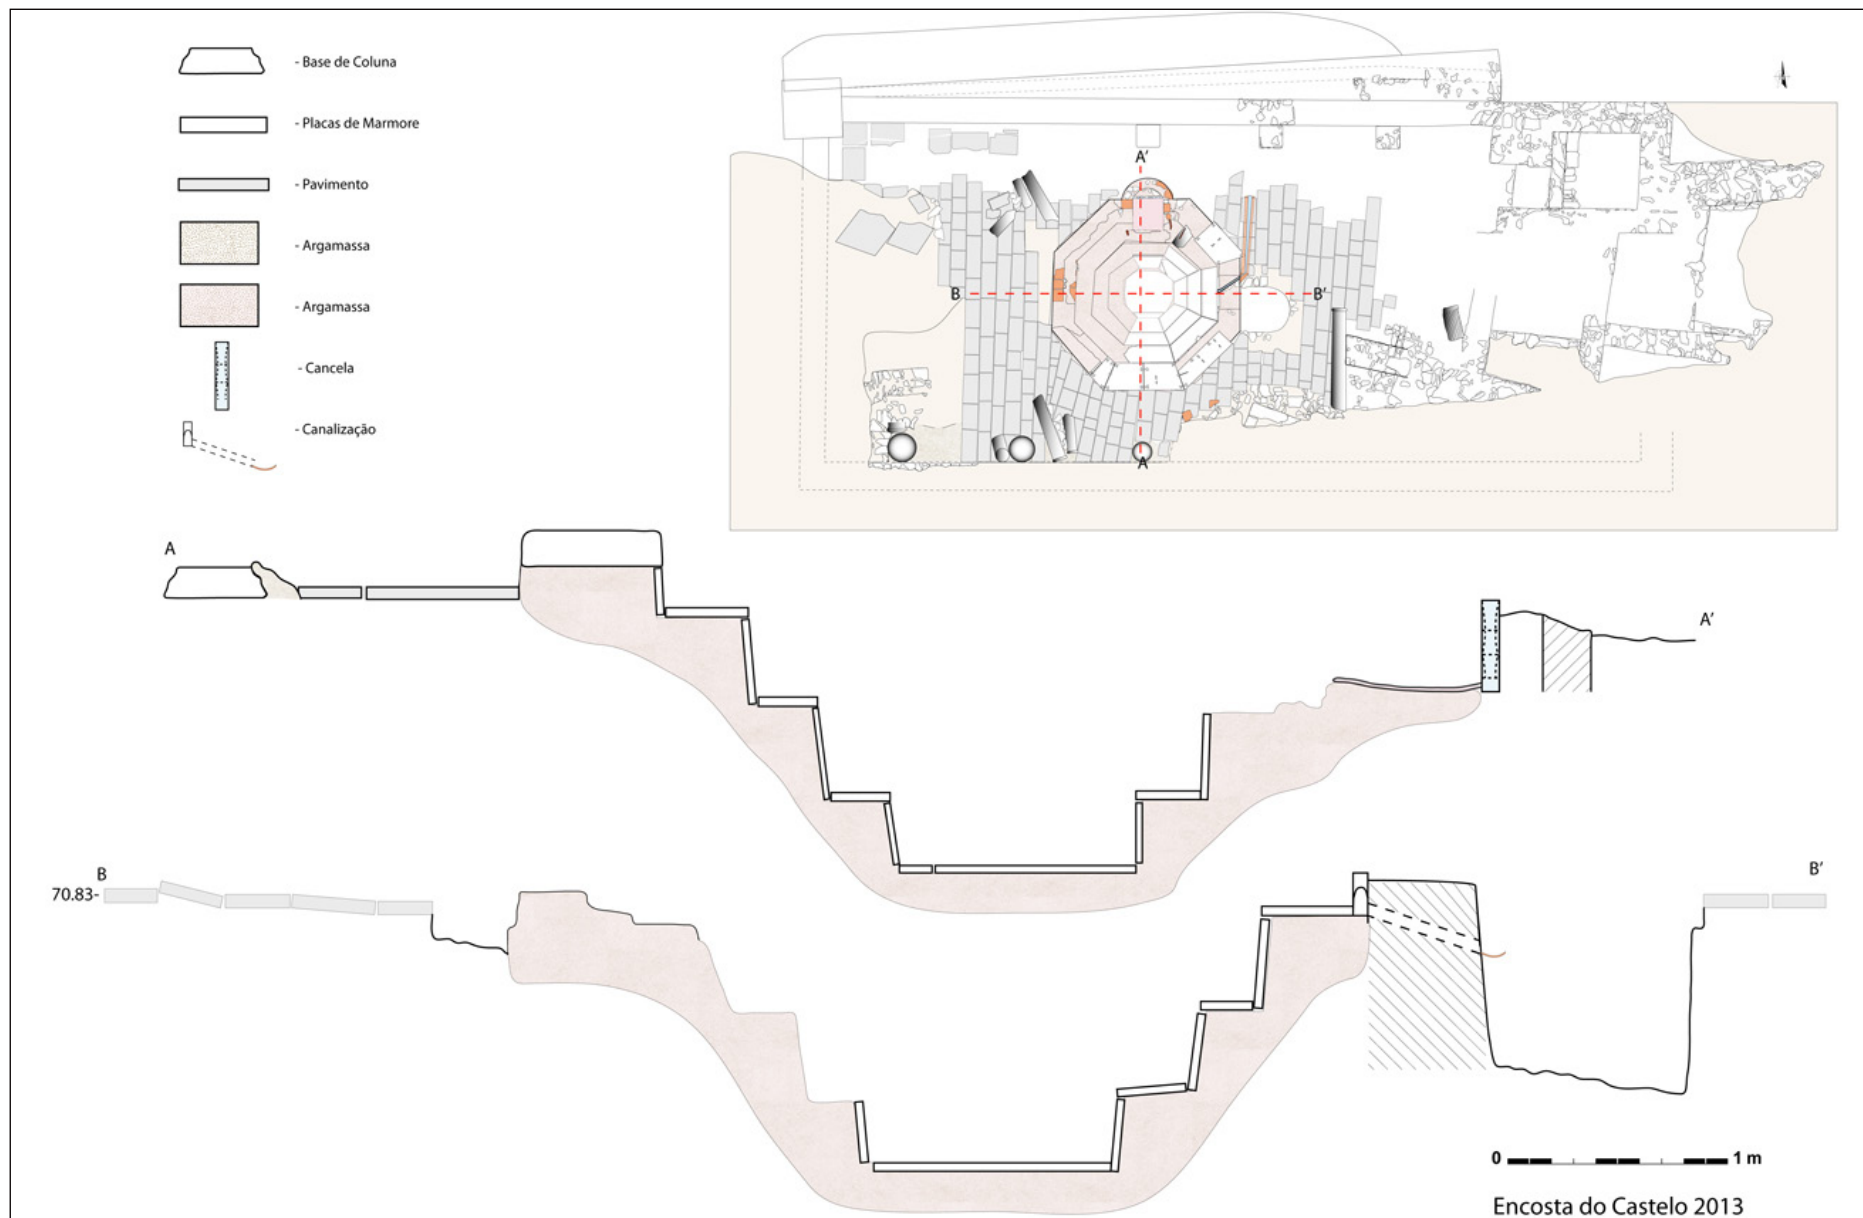 - Base de Coluna
- Placas de Marmore
- Pavimento
- Argamassa
- Argamassa
- Cancela
- Canalização
A'
B
B'
A
A
A'
B
70.83-
B'
0
1 m
Encosta do Castelo 2013